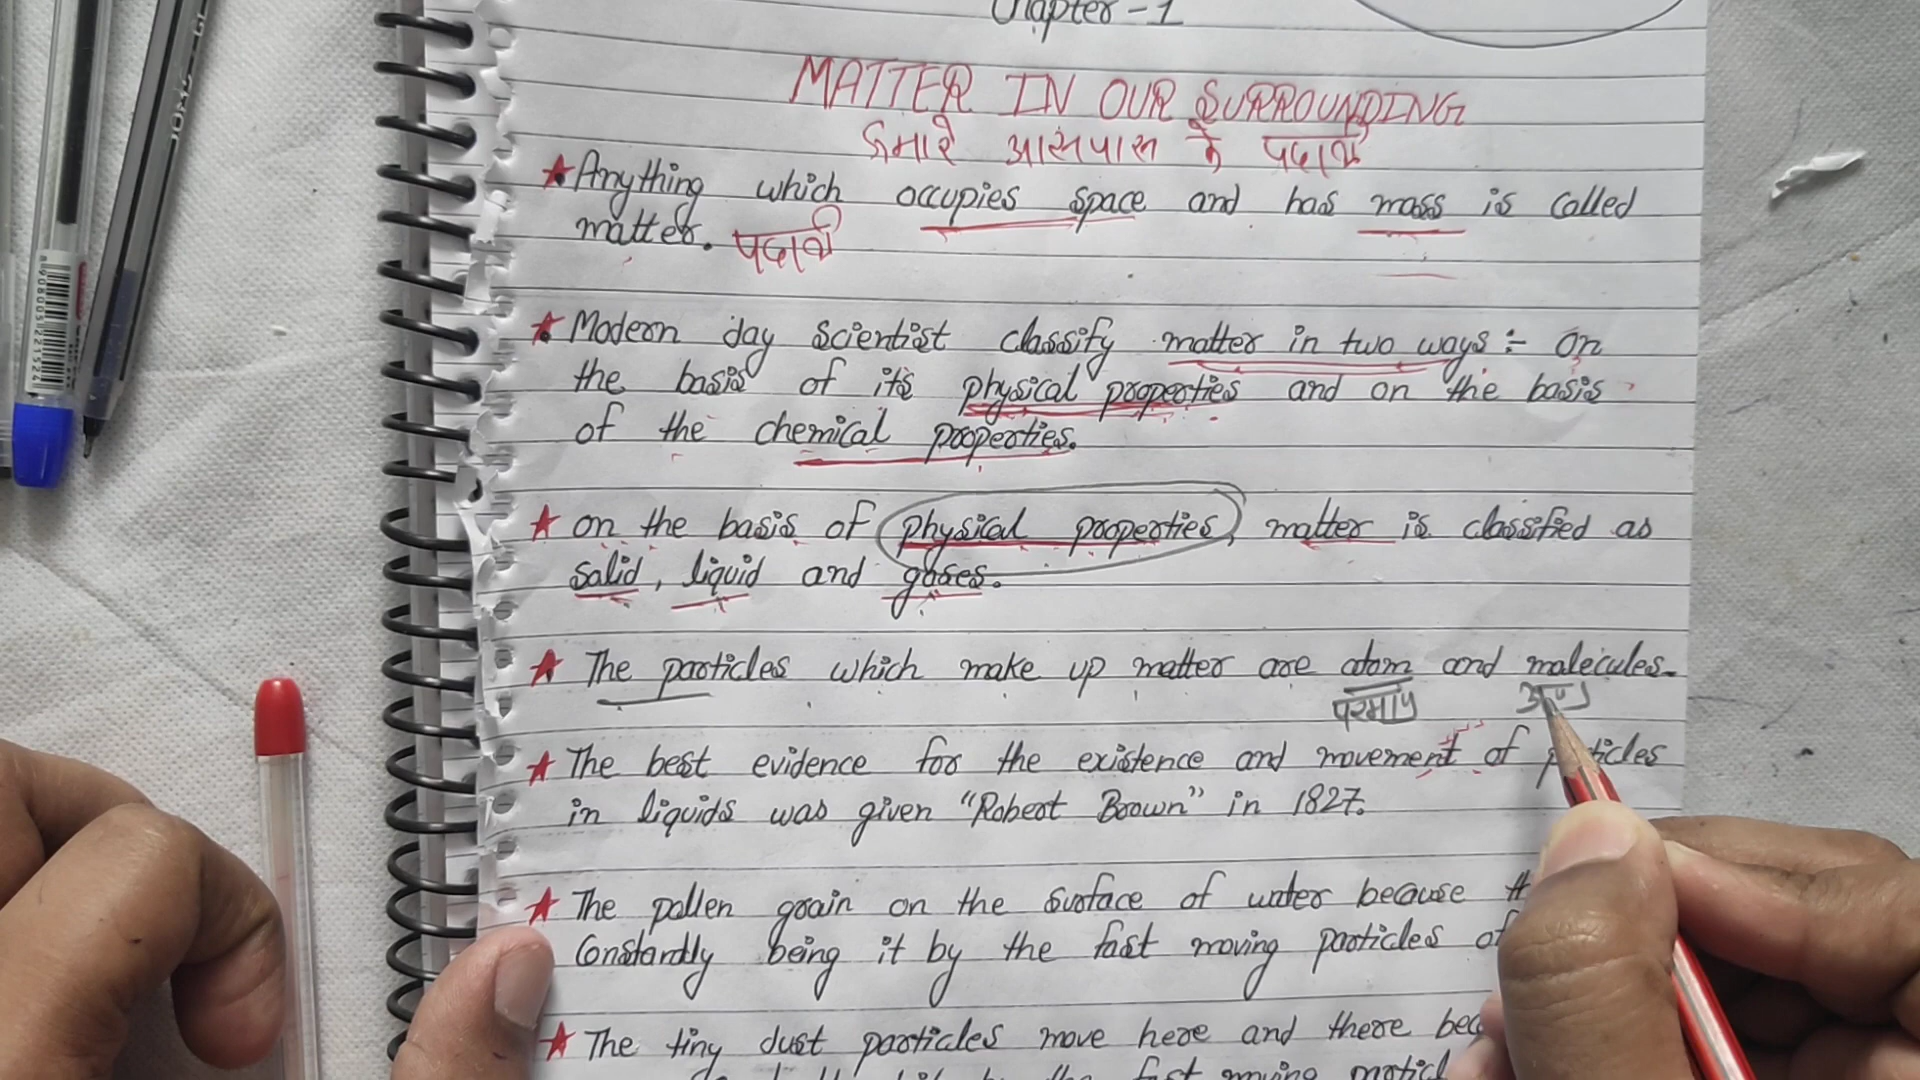 Chapter - 1
MATTER IN OUR SURROUNDING
हमारे आसपास के पदार्थ
★ Anything which occupies space and has mass is called
matter. पदार्थ
★ Modern day scientist classify matter in two ways :- On
the basis of its physical properties and on the basis
of the chemical properties.
★ on the basis of physical properties, matter is classified as
solid, liquid and gases.
★ The particles which make up matter are atom and molecules.
परमाणु अणु
★ The best evidence for the existence and movement of particles
in liquids was given "Robert Brown" in 1827.
★ The pollen grain on the surface of water because
Constantly being it by the fast moving particles of
★ The tiny dust particles move here and there
fast moving
8908005221524